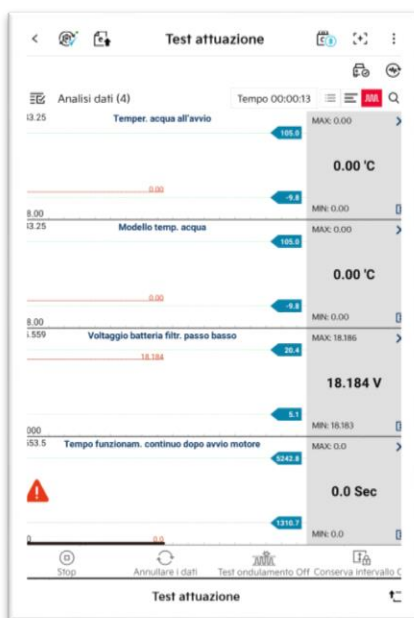 Test attuazione
Analisi dati (4)
Tempo 00:00:13
Temper. acqua all'avvio
MAX: 0.00
105.0
0.00 'C
0.00
-9.8
MIN: 0.00
Modello temp. acqua
MAX: 0.00
105.0
0.00 'C
0.00
-9.8
MIN: 0.00
Voltaggio batteria filtr. passo basso
MAX: 18.186
20.4
18.184
18.184 V
5.1
MIN: 18.183
Tempo funzionam. continuo dopo avvio motore
MAX: 0.0
5242.8
0.0 Sec
1310.7
0.0
MIN: 0.0
Stop
Annullare i dati
Test ondulamento Off
Conserva intervallo C
Test attuazione